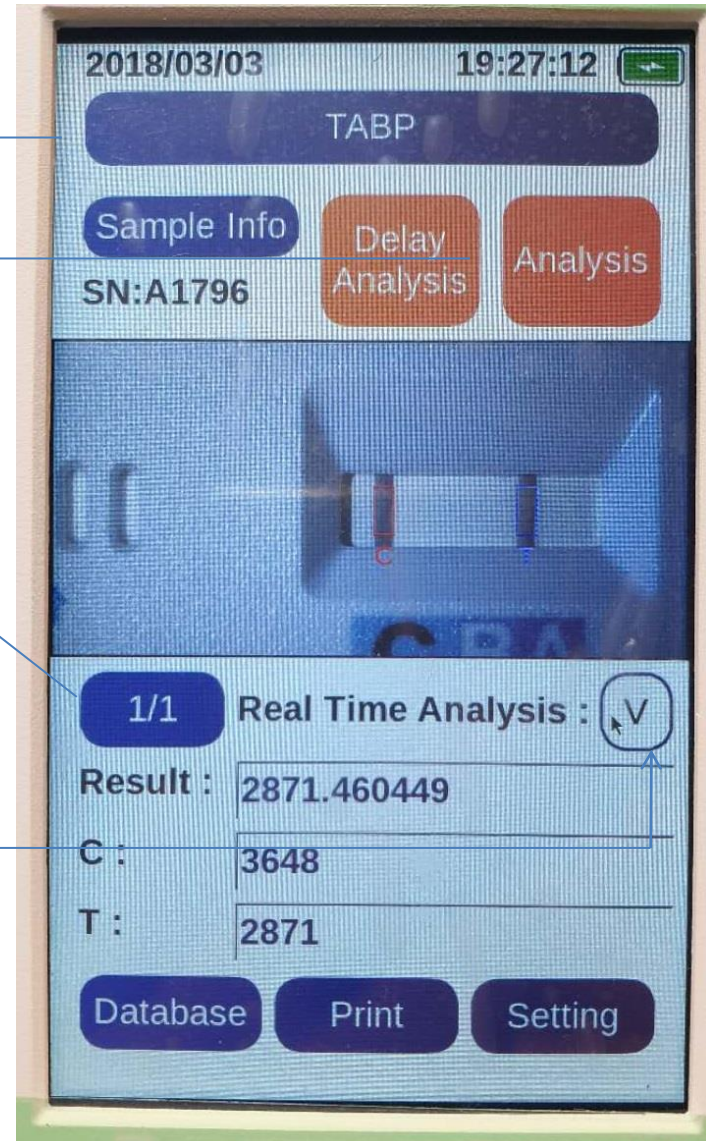 2018/03/03 19:27:12
TABP
Sample Info
Delay
Analysis
Analysis
SN:A1796
C T
C B A
1/1 Real Time Analysis : V
Result : 2871.460449
C : 3648
T : 2871
Database Print Setting